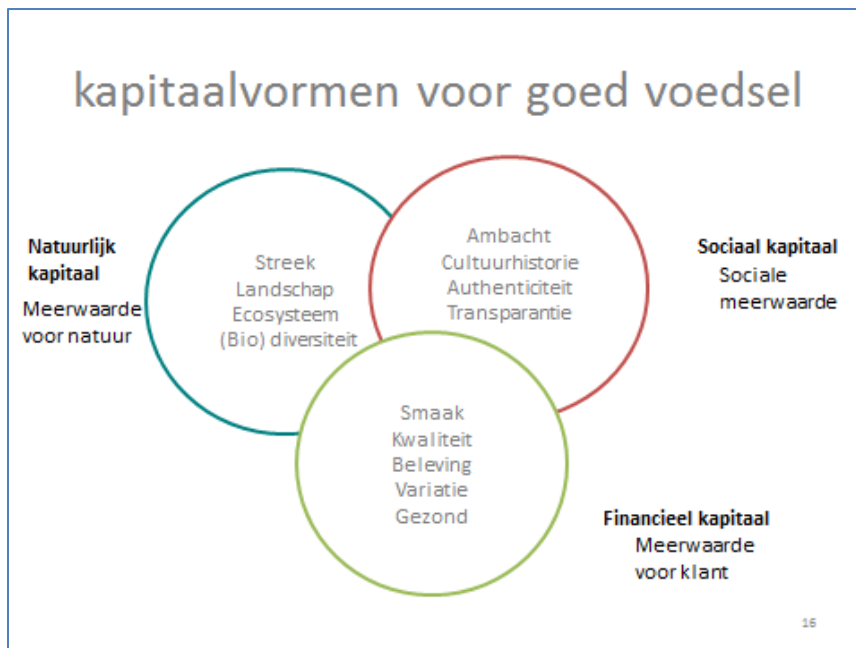 kapitaalvormen voor goed voedsel
Natuurlijk
kapitaal
Meerwaarde
voor natuur
Streek
Landschap
Ecosysteem
(Bio) diversiteit
Ambacht
Cultuurhistorie
Authenticiteit
Transparantie
Sociaal kapitaal
Sociale
meerwaarde
Smaak
Kwaliteit
Beleving
Variatie
Gezond
Financieel kapitaal
Meerwaarde
voor klant
16